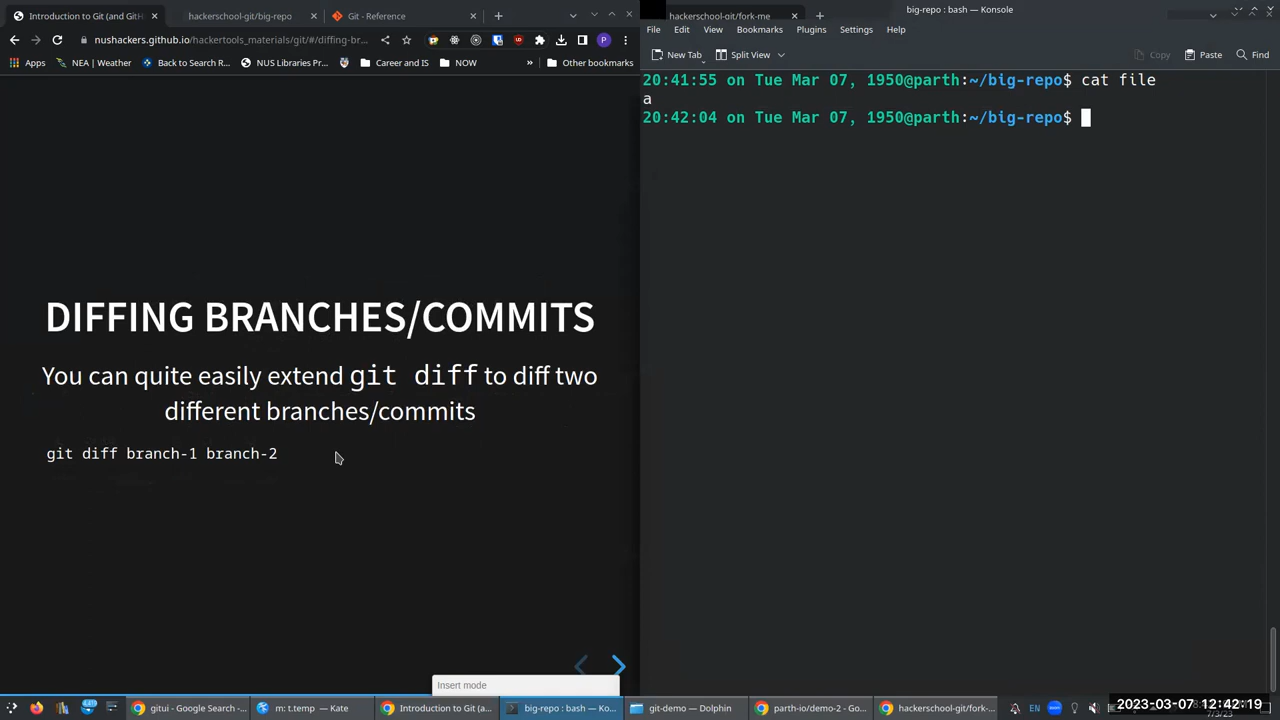 Introduction to Git (and GitH
hackerschool-git/big-repo
Git - Reference
nushackers.github.io/hackertools_materials/git/#/diffing-br...
Apps
NEA | Weather
Back to Search R...
NUS Libraries Pr...
Career and IS
NOW
Other bookmarks
DIFFING BRANCHES/COMMITS
You can quite easily extend git diff to diff two
different branches/commits
git diff branch-1 branch-2
Insert mode
hackerschool-git/fork-me
big-repo : bash — Konsole
File Edit View Bookmarks Plugins Settings Help
New Tab
Split View
Copy
Paste
Find
20:41:55 on Tue Mar 07, 1950@parth:~/big-repo$ cat file
a
20:42:04 on Tue Mar 07, 1950@parth:~/big-repo$
gitui - Google Search -...
m: t.temp — Kate
Introduction to Git (a...
big-repo : bash — Ko...
git-demo — Dolphin
parth-io/demo-2 - Go...
hackerschool-git/fork-...
EN
2023-03-07 12:42:19
7/3/23